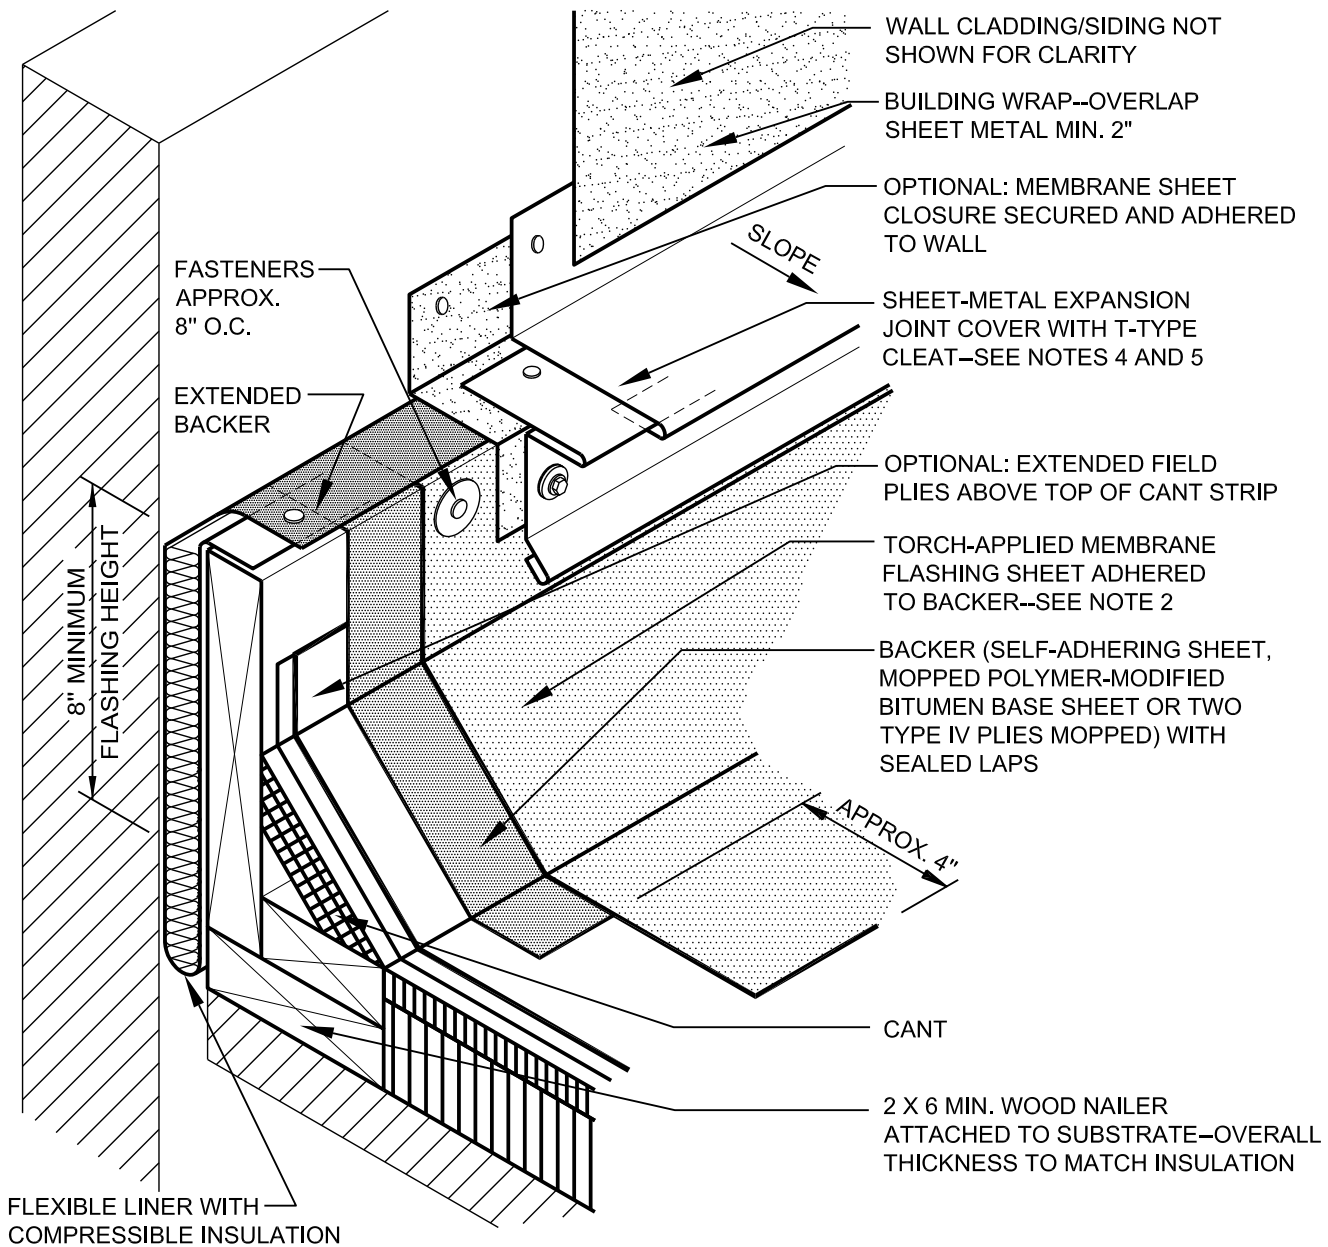 WALL CLADDING/SIDING NOT
SHOWN FOR CLARITY
BUILDING WRAP--OVERLAP
SHEET METAL MIN. 2"
OPTIONAL: MEMBRANE SHEET
CLOSURE SECURED AND ADHERED
TO WALL
SLOPE
SHEET-METAL EXPANSION
JOINT COVER WITH T-TYPE
CLEAT–SEE NOTES 4 AND 5
FASTENERS
APPROX.
8" O.C.
EXTENDED
BACKER
OPTIONAL: EXTENDED FIELD
PLIES ABOVE TOP OF CANT STRIP
8" MINIMUM
FLASHING HEIGHT
TORCH-APPLIED MEMBRANE
FLASHING SHEET ADHERED
TO BACKER--SEE NOTE 2
BACKER (SELF-ADHERING SHEET,
MOPPED POLYMER-MODIFIED
BITUMEN BASE SHEET OR TWO
TYPE IV PLIES MOPPED) WITH
SEALED LAPS
APPROX. 4"
CANT
2 X 6 MIN. WOOD NAILER
ATTACHED TO SUBSTRATE–OVERALL
THICKNESS TO MATCH INSULATION
FLEXIBLE LINER WITH
COMPRESSIBLE INSULATION